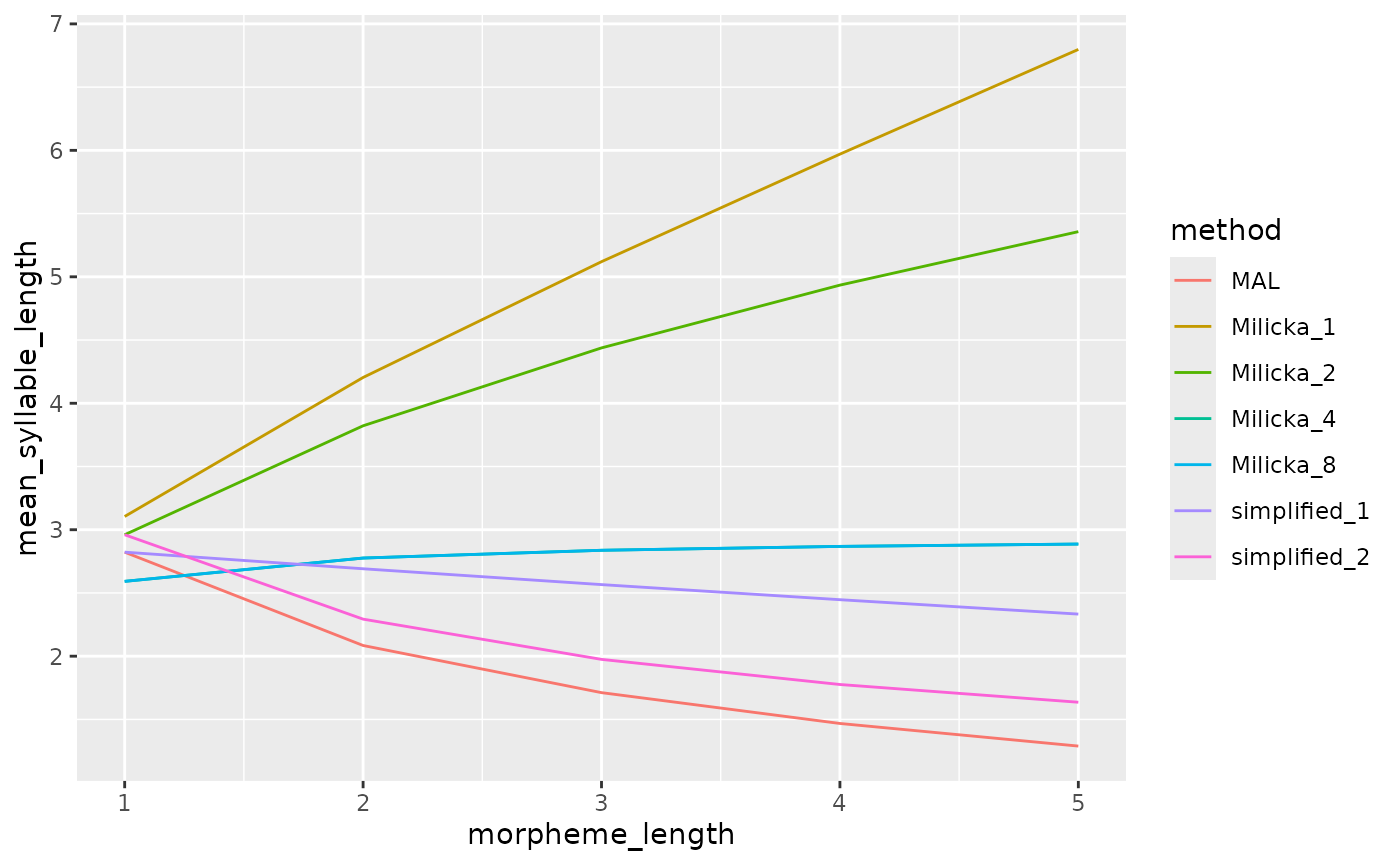 7
6
5
4
3
2
mean_syllable_length
1 2 3 4 5
morpheme_length
method
MAL
Milicka_1
Milicka_2
Milicka_4
Milicka_8
simplified_1
simplified_2